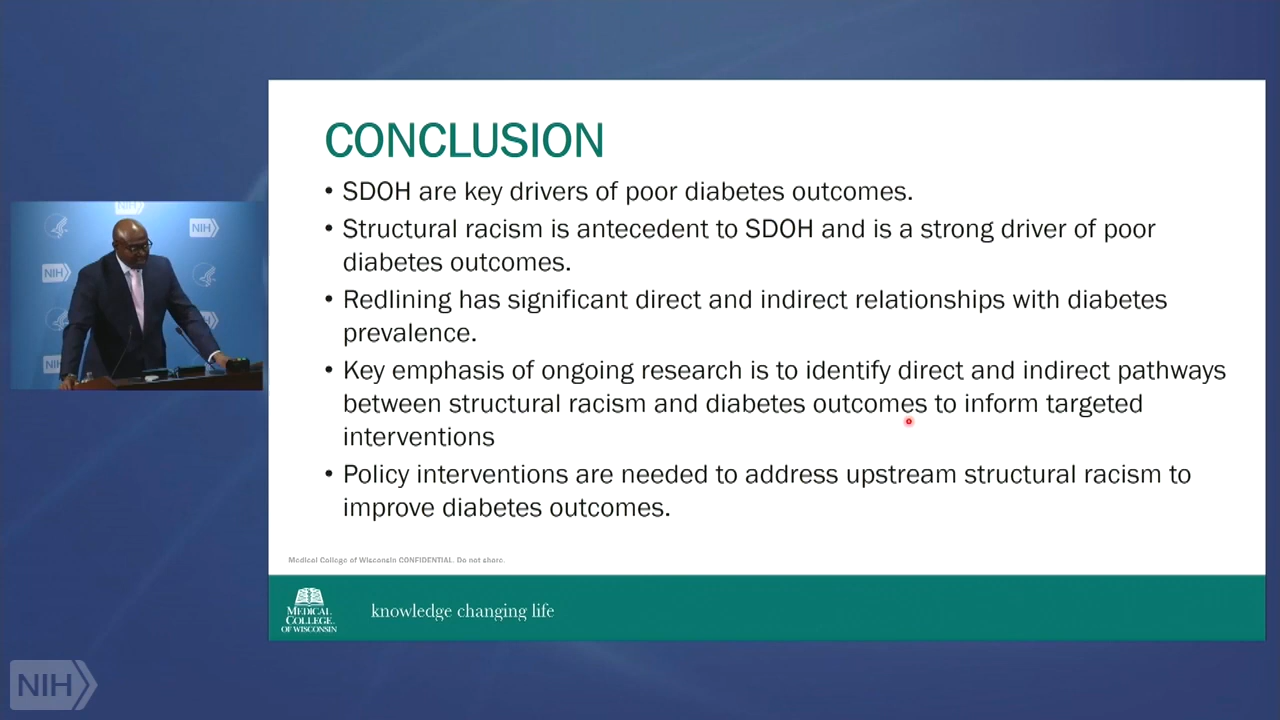 CONCLUSION
• SDOH are key drivers of poor diabetes outcomes.
• Structural racism is antecedent to SDOH and is a strong driver of poor
diabetes outcomes.
• Redlining has significant direct and indirect relationships with diabetes
prevalence.
• Key emphasis of ongoing research is to identify direct and indirect pathways
between structural racism and diabetes outcomes to inform targeted
interventions
• Policy interventions are needed to address upstream structural racism to
improve diabetes outcomes.
Medical College of Wisconsin CONFIDENTIAL. Do not share.
MEDICAL
COLLEGE
OF WISCONSIN
knowledge changing life
NIH
NIH
NIH
NIH
NIH